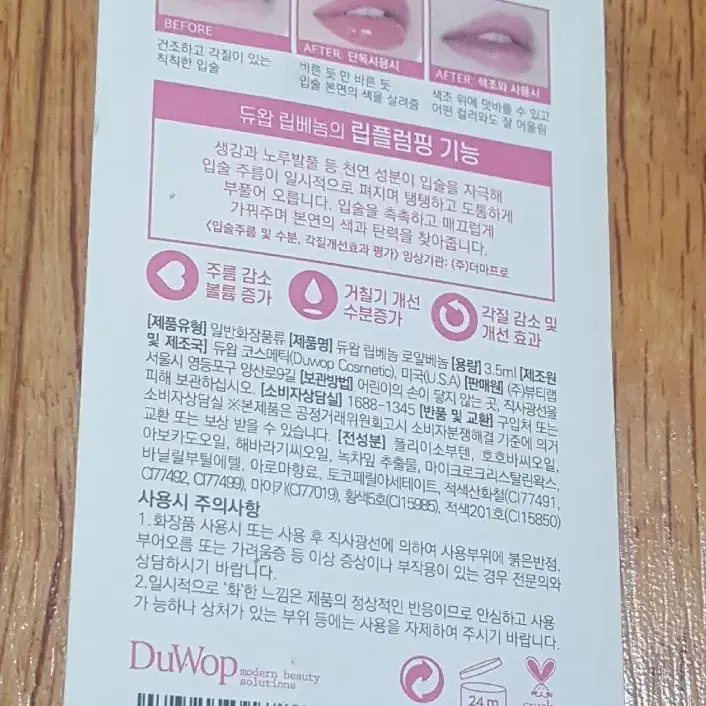 BEFORE
건조하고 각질이 있는
칙칙한 입술
AFTER: 단독사용시
바른 듯 안 바른 듯
입술 본연의 색을 살려줌
AFTER: 색조와 사용시
색조 위에 덧바를 수 있고
어떤 컬러와도 잘 어울림
듀왑 립베놈의 립플럼핑 기능
생강과 노루발풀 등 천연 성분이 입술을 자극해
입술 주름이 일시적으로 펴지며 탱탱하고 도톰하게
부풀어 오릅니다. 입술을 촉촉하고 매끄럽게
가꿔주며 본연의 색과 탄력을 찾아줍니다.
<입술주름 및 수분, 각질개선효과 평가> 임상기관: (주)더마프로
주름 감소
볼륨 증가
거칠기 개선
수분증가
각질 감소 및
개선 효과
[제품유형] 일반화장품류 [제품명] 듀왑 립베놈 로얄베놈 [용량] 3.5ml [제조원
및 제조국] 듀왑 코스메틱(Duwop Cosmetic), 미국(U.S.A) [판매원] (주)뷰티랩
서울시 영등포구 양산로9길 [보관방법] 어린이의 손이 닿지 않는 곳, 직사광선을
피해 보관하십시오. [소비자상담실] 1688-1345 [반품 및 교환] 구입처 또는
소비자상담실 ※본제품은 공정거래위원회고시 소비자분쟁해결 기준에 의거
교환 또는 보상 받을 수 있습니다. [전성분] 폴리이소부텐, 호호바씨오일,
아보카도오일, 해바라기씨오일, 녹차잎 추출물, 마이크로크리스탈린왁스,
바닐릴부틸에텔, 아로마향료, 토코페릴아세테이트, 적색산화철(CI77491,
CI77492, CI77499), 마이카(CI77019), 황색5호(CI15985), 적색201호(CI15850)
사용시 주의사항
1.화장품 사용시 또는 사용 후 직사광선에 의하여 사용부위에 붉은반점,
부어오름 또는 가려움증 등 이상 증상이나 부작용이 있는 경우 전문의와
상담하시기 바랍니다.
2.일시적으로 '화'한 느낌은 제품의 정상적인 반응이므로 안심하고 사용
가 능하나 상처가 있는 부위 등에는 사용을 자제하여 주시기 바랍니다.
DuWop modern beauty
solutions
24 m